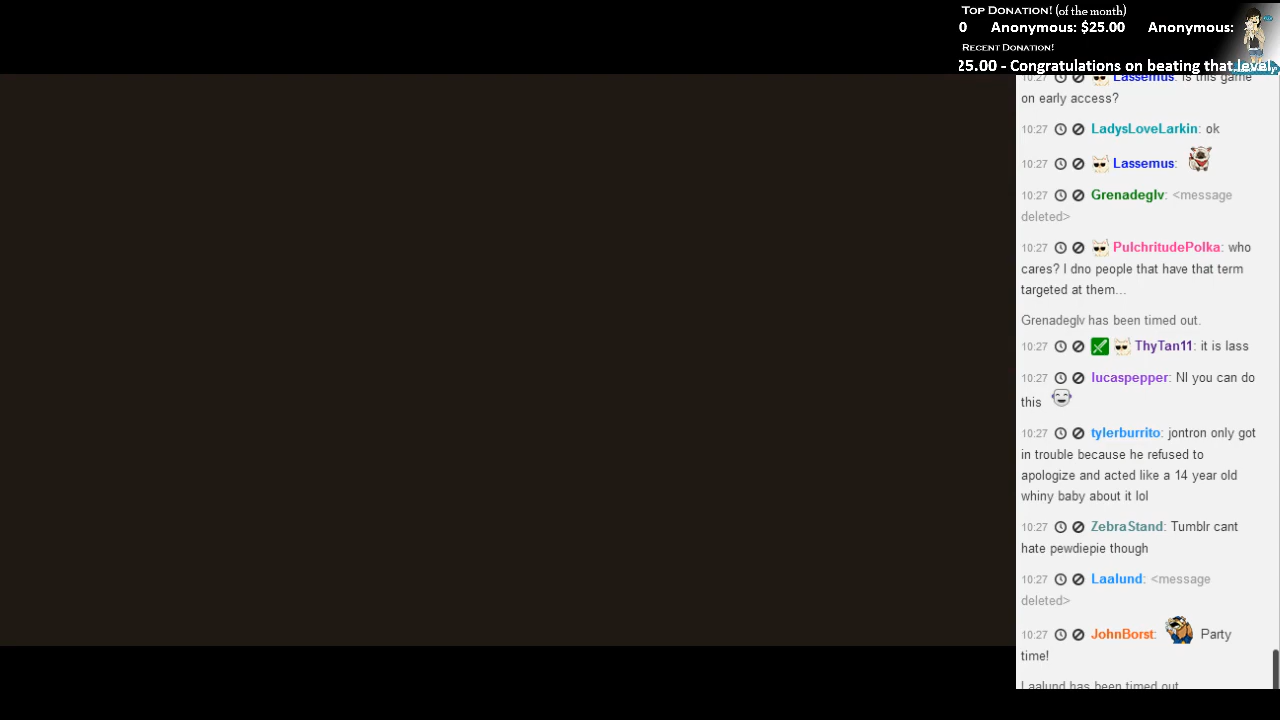 TOP DONATION! (of the month)
0 Anonymous: $25.00 Anonymous:
RECENT DONATION!
25.00 - Congratulations on beating that level,
10:27 Lassemus: Is this game
on early access?
10:27 LadysLoveLarkin: ok
10:27 Lassemus:
10:27 Grenadeglv: <message
deleted>
10:27 PulchritudePolka: who
cares? I dno people that have that term
targeted at them...
Grenadeglv has been timed out.
10:27 ThyTan11: it is lass
10:27 lucaspepper: Nl you can do
this
10:27 tylerburrito: jontron only got
in trouble because he refused to
apologize and acted like a 14 year old
whiny baby about it lol
10:27 ZebraStand: Tumblr cant
hate pewdiepie though
10:27 Laalund: <message
deleted>
10:27 JohnBorst: Party
time!
Laalund has been timed out.